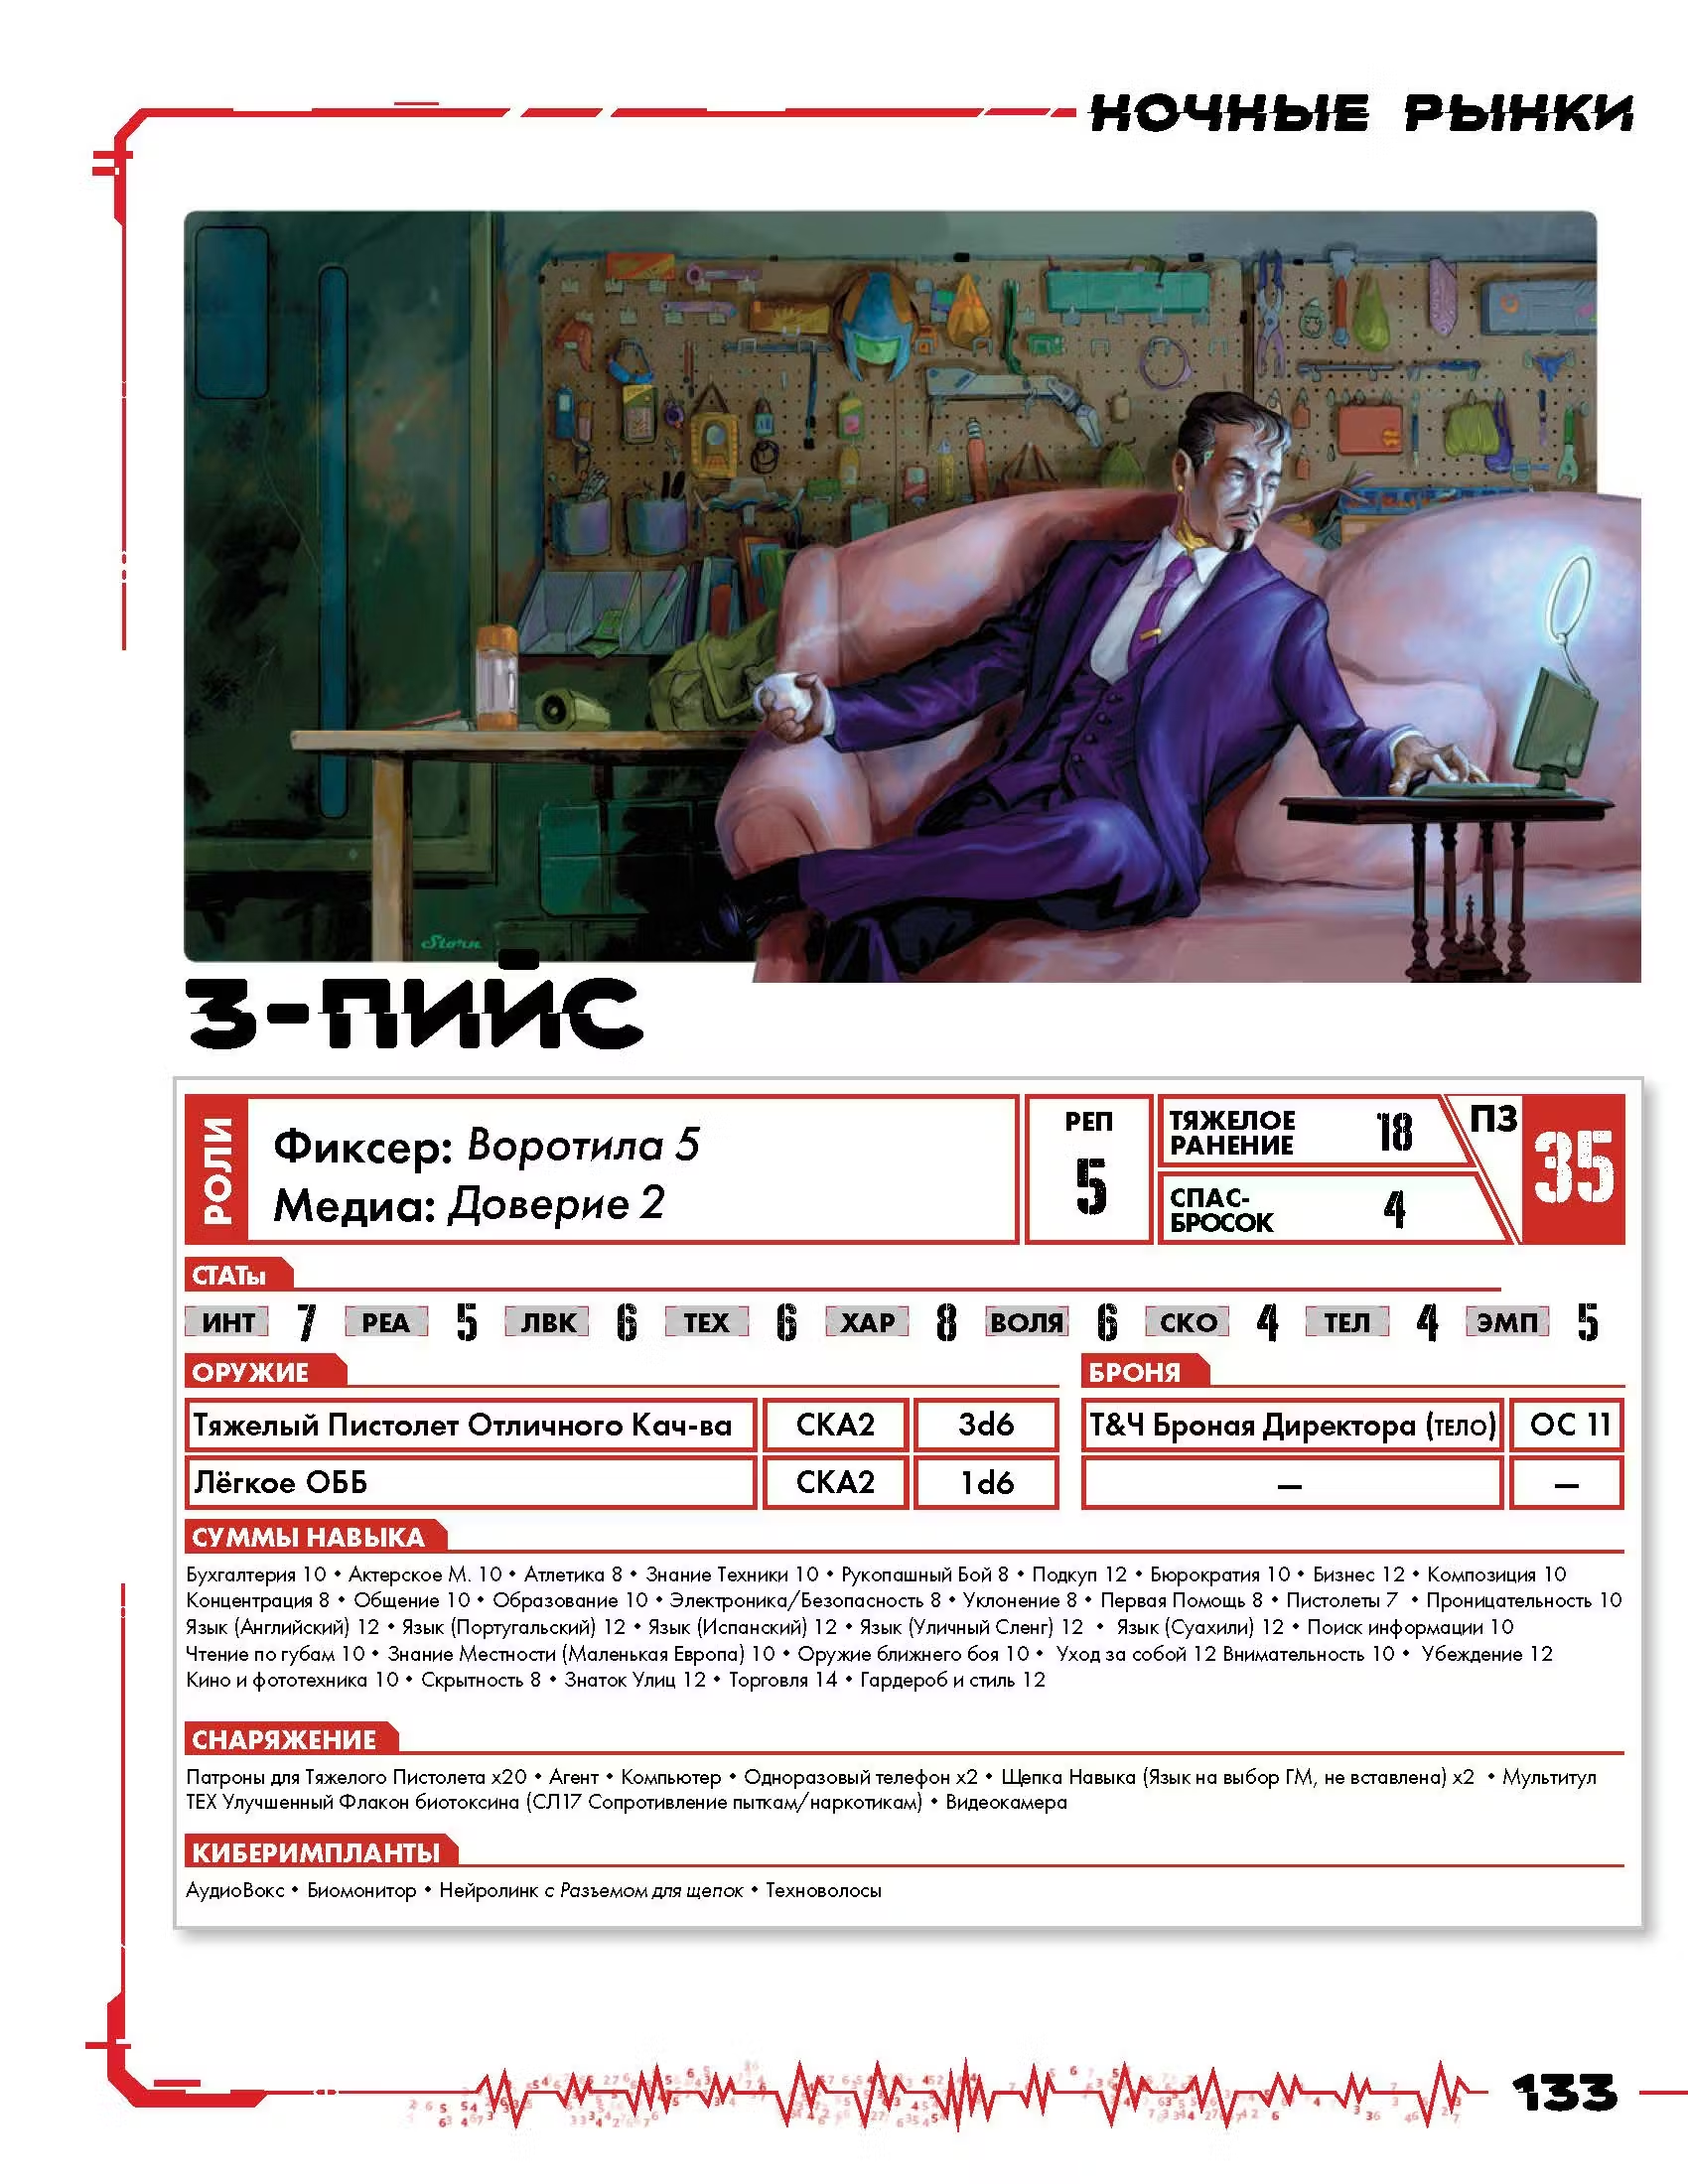 НОЧНЫЕ РЫНКИ
Storn
3-ПИЙС
РОЛИ
Фиксер: Воротила 5
Медиа: Доверие 2
РЕП
5
ТЯЖЕЛОЕ
РАНЕНИЕ
18
СПАС-
БРОСОК
4
ПЗ
35
СТАТы
ИНТ 7 РЕА 5 ЛВК 6 ТЕХ 6 ХАР 8 ВОЛЯ 6 СКО 4 ТЕЛ 4 ЭМП 5
ОРУЖИЕ
Тяжелый Пистолет Отличного Кач-ва СКА2 3d6
Лёгкое ОББ СКА2 1d6
БРОНЯ
Т&Ч Броная Директора (ТЕЛО) ОС 11
— —
СУММЫ НАВЫКА
Бухгалтерия 10 • Актерское М. 10 • Атлетика 8 • Знание Техники 10 • Рукопашный Бой 8 • Подкуп 12 • Бюрократия 10 • Бизнес 12 • Композиция 10
Концентрация 8 • Общение 10 • Образование 10 • Электроника/Безопасность 8 • Уклонение 8 • Первая Помощь 8 • Пистолеты 7 • Проницательность 10
Язык (Английский) 12 • Язык (Португальский) 12 • Язык (Испанский) 12 • Язык (Уличный Сленг) 12 • Язык (Суахили) 12 • Поиск информации 10
Чтение по губам 10 • Знание Местности (Маленькая Европа) 10 • Оружие ближнего боя 10 • Уход за собой 12 Внимательность 10 • Убеждение 12
Кино и фототехника 10 • Скрытность 8 • Знаток Улиц 12 • Торговля 14 • Гардероб и стиль 12
СНАРЯЖЕНИЕ
Патроны для Тяжелого Пистолета x20 • Агент • Компьютер • Одноразовый телефон x2 • Щепка Навыка (Язык на выбор ГМ, не вставлена) x2 • Мультитул
ТЕХ Улучшенный Флакон биотоксина (СЛ17 Сопротивление пыткам/наркотикам) • Видеокамера
КИБЕРИМПЛАНТЫ
АудиоВокс • Биомонитор • Нейролинк с Разъемом для щепок • Техноволосы
133